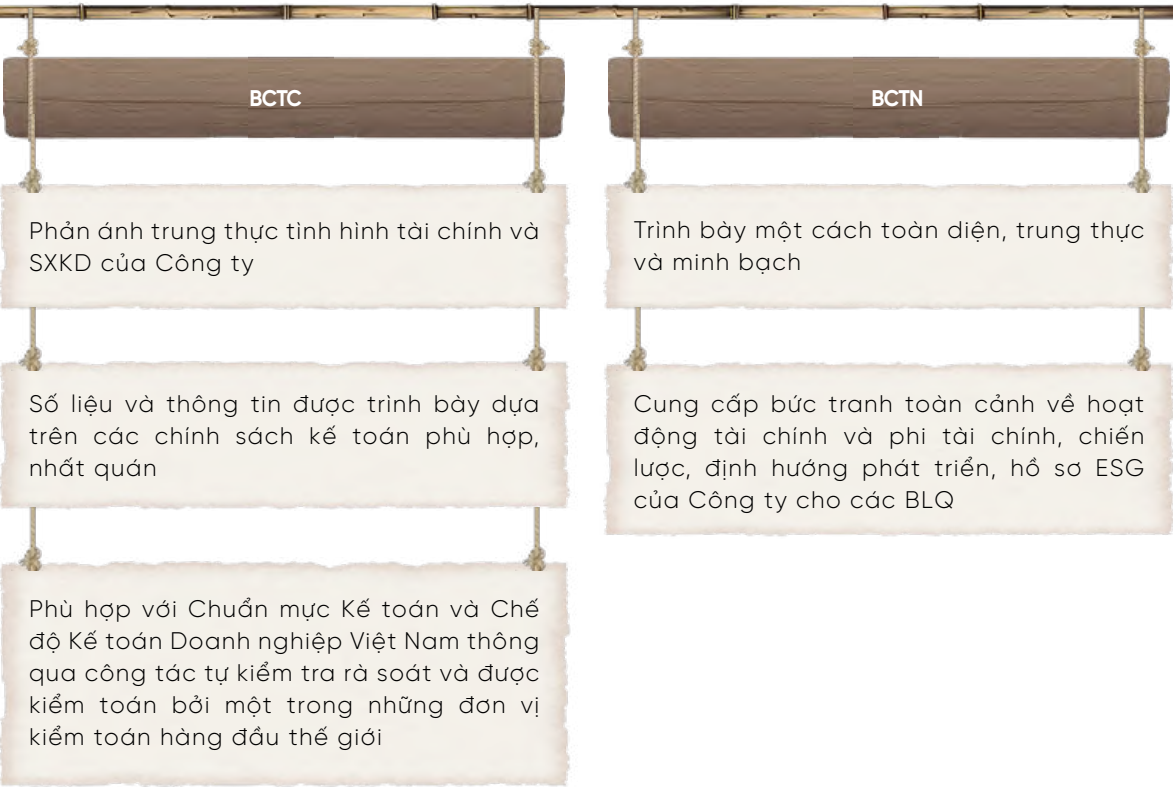 BCTC
Phản ánh trung thực tình hình tài chính và
SXKD của Công ty
Số liệu và thông tin được trình bày dựa
trên các chính sách kế toán phù hợp,
nhất quán
Phù hợp với Chuẩn mực Kế toán và Chế
độ Kế toán Doanh nghiệp Việt Nam thông
qua công tác tự kiểm tra rà soát và được
kiểm toán bởi một trong những đơn vị
kiểm toán hàng đầu thế giới
BCTN
Trình bày một cách toàn diện, trung thực
và minh bạch
Cung cấp bức tranh toàn cảnh về hoạt
động tài chính và phi tài chính, chiến
lược, định hướng phát triển, hồ sơ ESG
của Công ty cho các BLQ